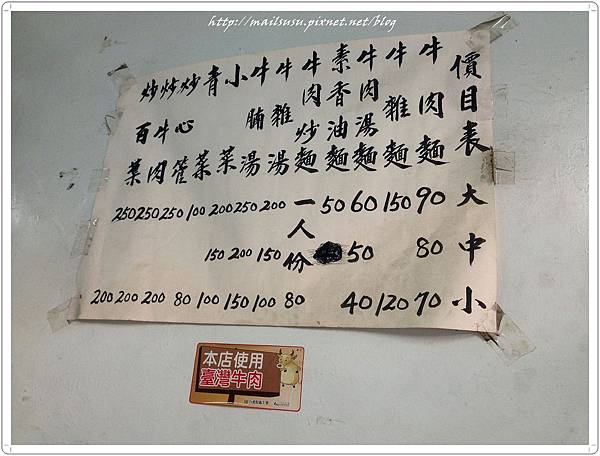 http://mailsusu.pixnet.net/blog
價目表 大 中 小
牛肉麵 90 80 70
牛雜麵 150 120
牛肉湯麵 60 50 40
素香油麵 50
牛肉炒麵 一人份 80
牛雜湯 200 150 100
牛腩湯 250 200 150
小菜 200 150 100
青菜 100 80
炒心管 250 200
炒牛肉 250 200
炒百葉 250 200
本店使用
臺灣牛肉